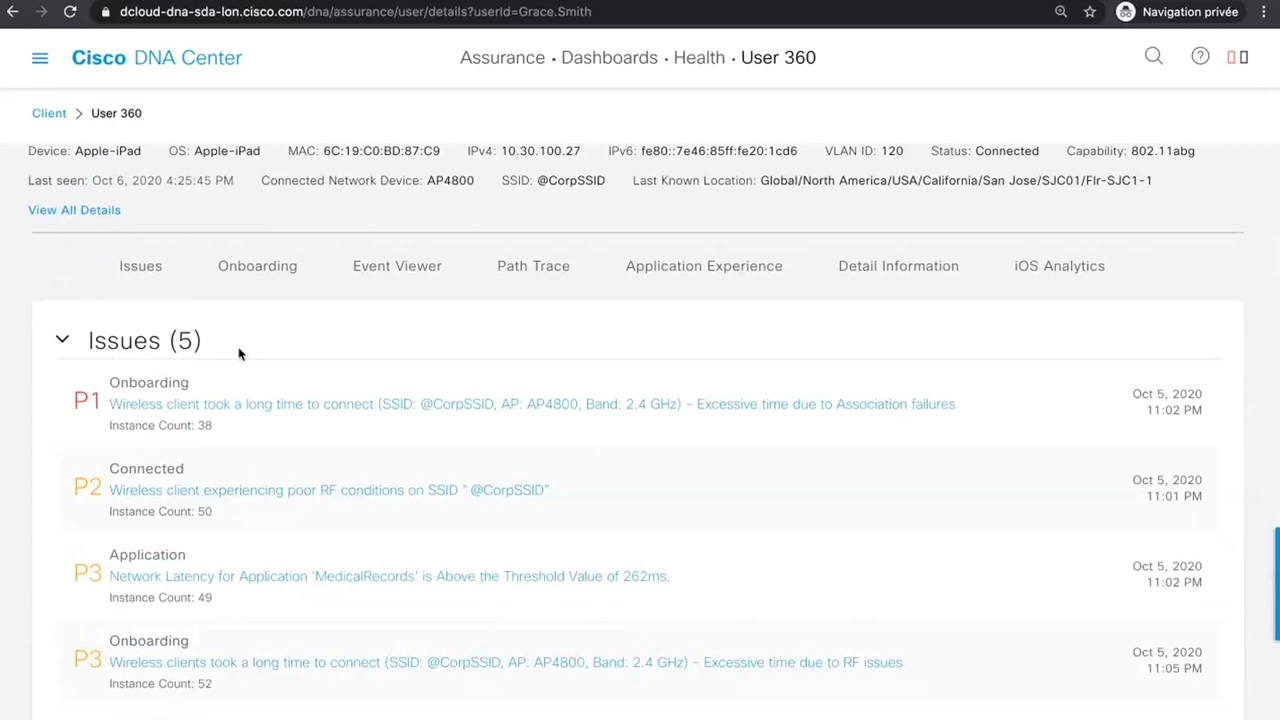 dcloud-dna-sda-lon.cisco.com/dna/assurance/user/details?userId=Grace.Smith
Navigation privée
Cisco DNA Center
Assurance • Dashboards • Health • User 360
Client > User 360
Device: Apple-iPad OS: Apple-iPad MAC: 6C:19:C0:BD:87:C9 IPv4: 10.30.100.27 IPv6: fe80::7e46:85ff:fe20:1cd6 VLAN ID: 120 Status: Connected Capability: 802.11abg
Last seen: Oct 6, 2020 4:25:45 PM Connected Network Device: AP4800 SSID: @CorpSSID Last Known Location: Global/North America/USA/California/San Jose/SJC01/Flr-SJC1-1
View All Details
Issues Onboarding Event Viewer Path Trace Application Experience Detail Information iOS Analytics
Issues (5)
Onboarding
P1 Wireless client took a long time to connect (SSID: @CorpSSID, AP: AP4800, Band: 2.4 GHz) - Excessive time due to Association failures
Instance Count: 38
Oct 5, 2020
11:02 PM
Connected
P2 Wireless client experiencing poor RF conditions on SSID " @CorpSSID"
Instance Count: 50
Oct 5, 2020
11:01 PM
Application
P3 Network Latency for Application 'MedicalRecords' is Above the Threshold Value of 262ms.
Instance Count: 49
Oct 5, 2020
11:02 PM
Onboarding
P3 Wireless clients took a long time to connect (SSID: @CorpSSID, AP: AP4800, Band: 2.4 GHz) - Excessive time due to RF issues
Instance Count: 52
Oct 5, 2020
11:05 PM